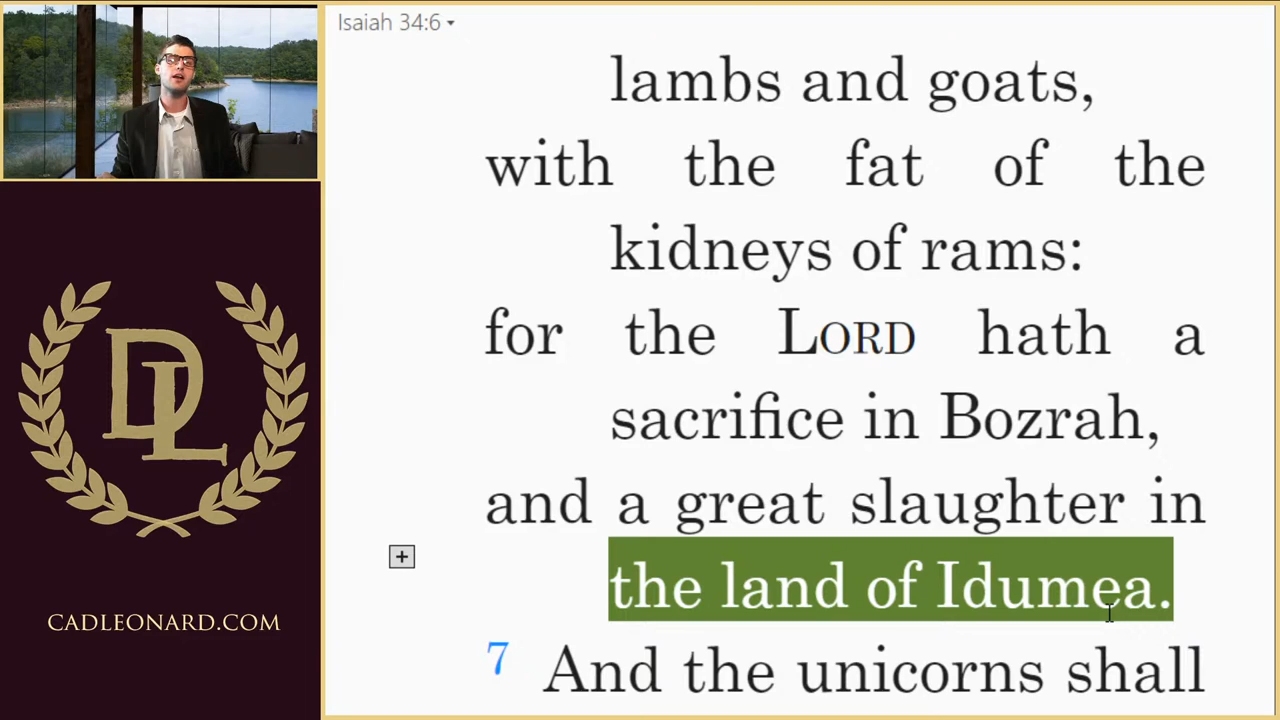 Isaiah 34:6
lambs and goats,
with the fat of the
kidneys of rams:
for the LORD hath a
sacrifice in Bozrah,
and a great slaughter in
the land of Idumea.
7 And the unicorns shall
DL
CADLEONARD.COM